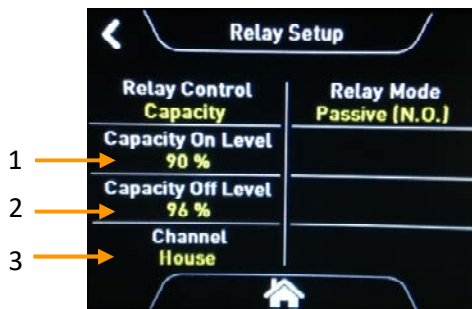 Relay Setup
Relay Control
Capacity
Relay Mode
Passive (N.O.)
1
Capacity On Level
90 %
2
Capacity Off Level
96 %
3
Channel
House